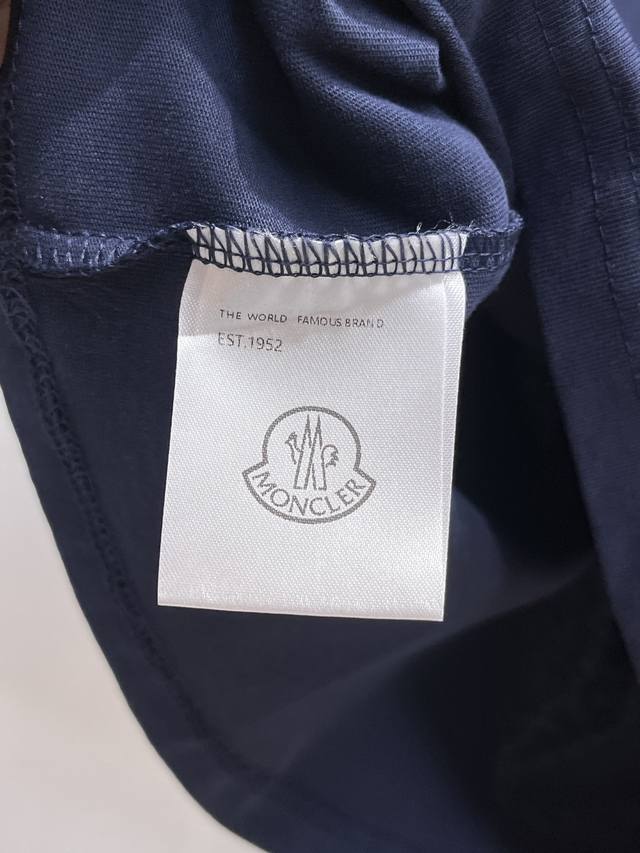 THE WORLD FAMOUS BRAND
EST.1952
MONCLER